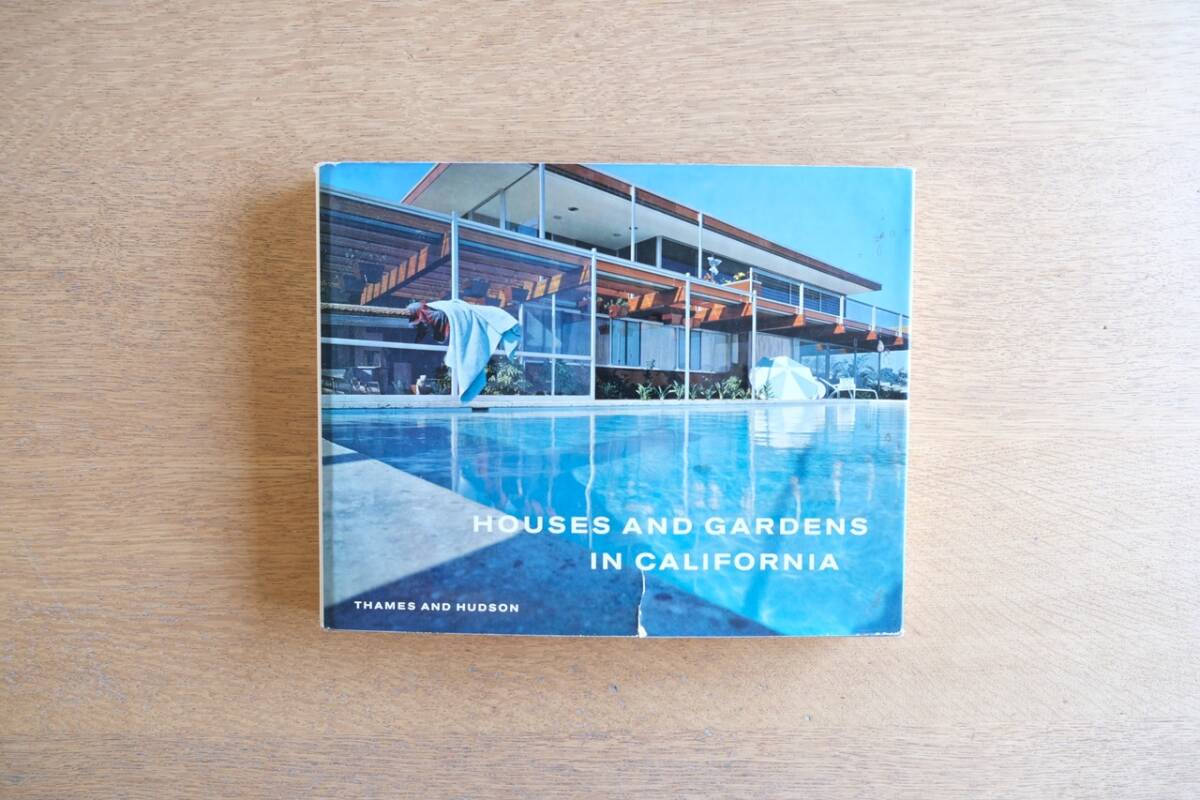 HOUSES AND GARDENS
IN CALIFORNIA
THAMES AND HUDSON